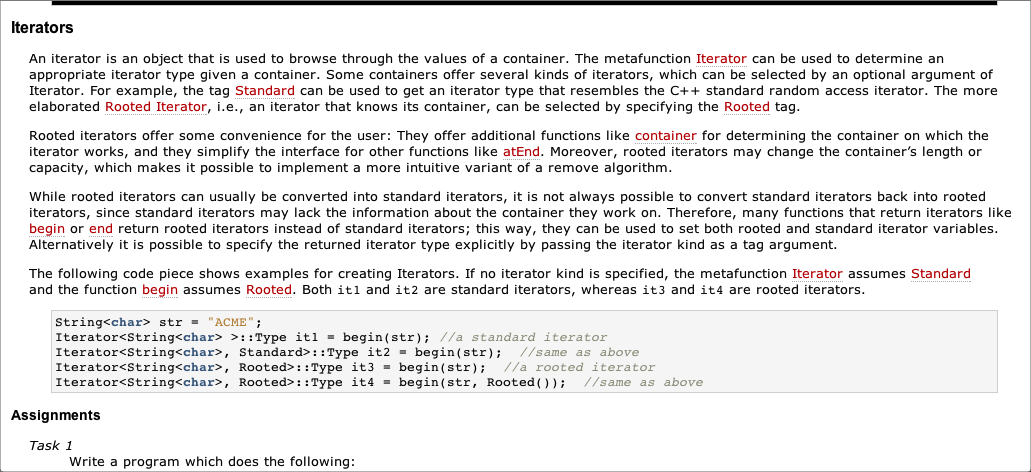 Iterators
An iterator is an object that is used to browse through the values of a container. The metafunction Iterator can be used to determine an
appropriate iterator type given a container. Some containers offer several kinds of iterators, which can be selected by an optional argument of
Iterator. For example, the tag Standard can be used to get an iterator type that resembles the C++ standard random access iterator. The more
elaborated Rooted Iterator, i.e., an iterator that knows its container, can be selected by specifying the Rooted tag.
Rooted iterators offer some convenience for the user: They offer additional functions like container for determining the container on which the
iterator works, and they simplify the interface for other functions like atEnd. Moreover, rooted iterators may change the container’s length or
capacity, which makes it possible to implement a more intuitive variant of a remove algorithm.
While rooted iterators can usually be converted into standard iterators, it is not always possible to convert standard iterators back into rooted
iterators, since standard iterators may lack the information about the container they work on. Therefore, many functions that return iterators like
begin or end return rooted iterators instead of standard iterators; this way, they can be used to set both rooted and standard iterator variables.
Alternatively it is possible to specify the returned iterator type explicitly by passing the iterator kind as a tag argument.
The following code piece shows examples for creating Iterators. If no iterator kind is specified, the metafunction Iterator assumes Standard
and the function begin assumes Rooted. Both it1 and it2 are standard iterators, whereas it3 and it4 are rooted iterators.
String<char> str = "ACME";
Iterator<String<char> >::Type it1 = begin(str); //a standard iterator
Iterator<String<char>, Standard>::Type it2 = begin(str);  //same as above
Iterator<String<char>, Rooted>::Type it3 = begin(str);  //a rooted iterator
Iterator<String<char>, Rooted>::Type it4 = begin(str, Rooted());  //same as above
Assignments
Task 1
Write a program which does the following: